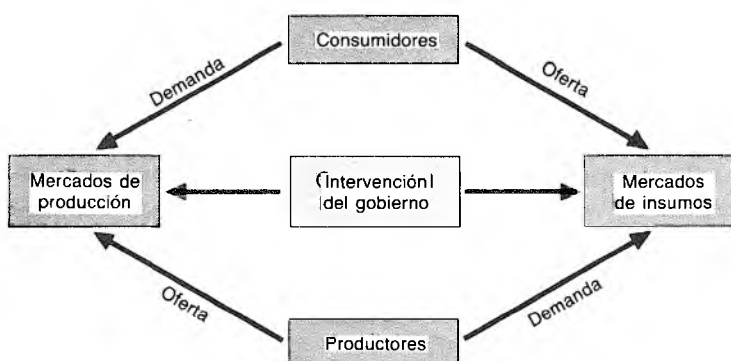 Consumidores
Demanda
Oferta
Mercados de
producción
(Intervención
del gobierno
Mercados
de insumos
Oferta
Demanda
Productores